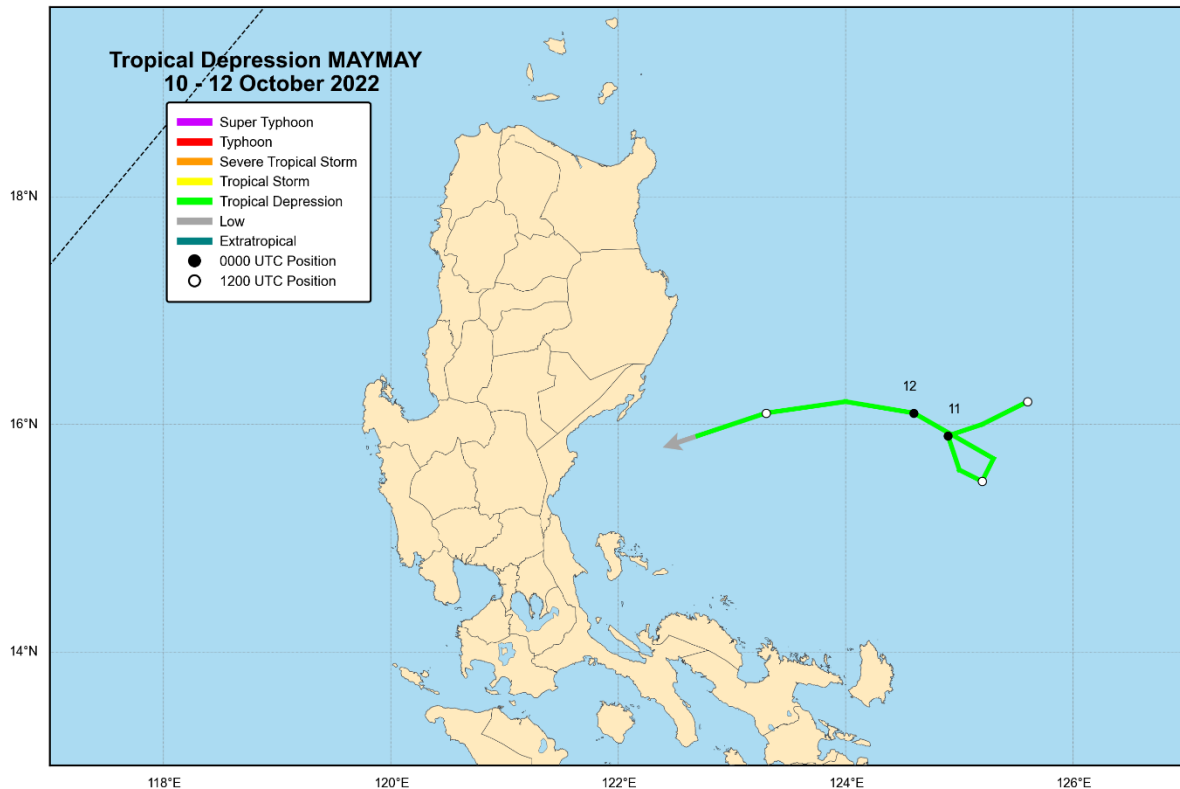 Tropical Depression MAYMAY
10 - 12 October 2022
Super Typhoon
Typhoon
Severe Tropical Storm
Tropical Storm
Tropical Depression
Low
Extratropical
0000 UTC Position
1200 UTC Position
18°N
16°N
14°N
12
11
118°E
120°E
122°E
124°E
126°E